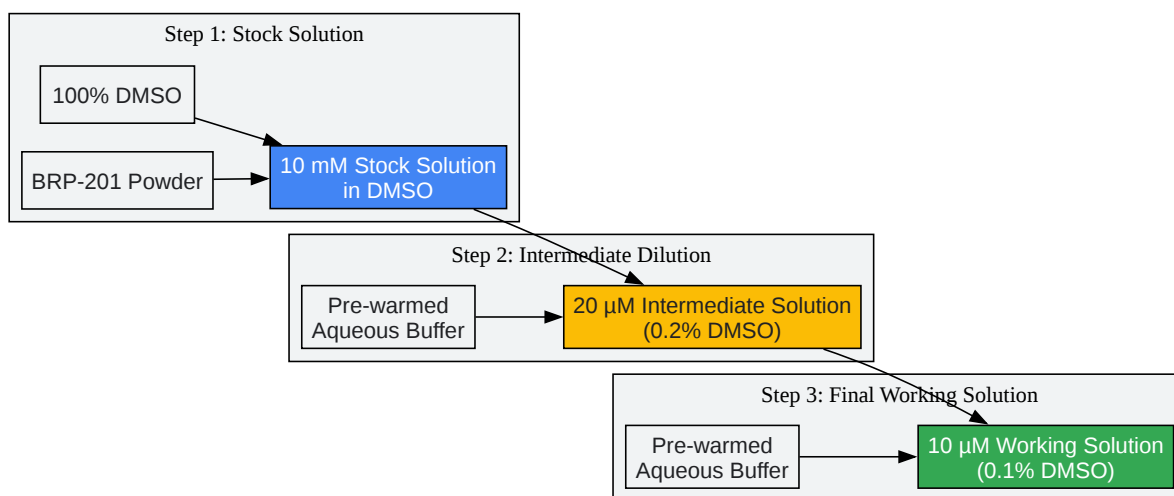 Step 1: Stock Solution
100% DMSO
BRP-201 Powder
10 mM Stock Solution
in DMSO
Step 2: Intermediate Dilution
Pre-warmed
Aqueous Buffer
20 µM Intermediate Solution
(0.2% DMSO)
Step 3: Final Working Solution
Pre-warmed
Aqueous Buffer
10 µM Working Solution
(0.1% DMSO)